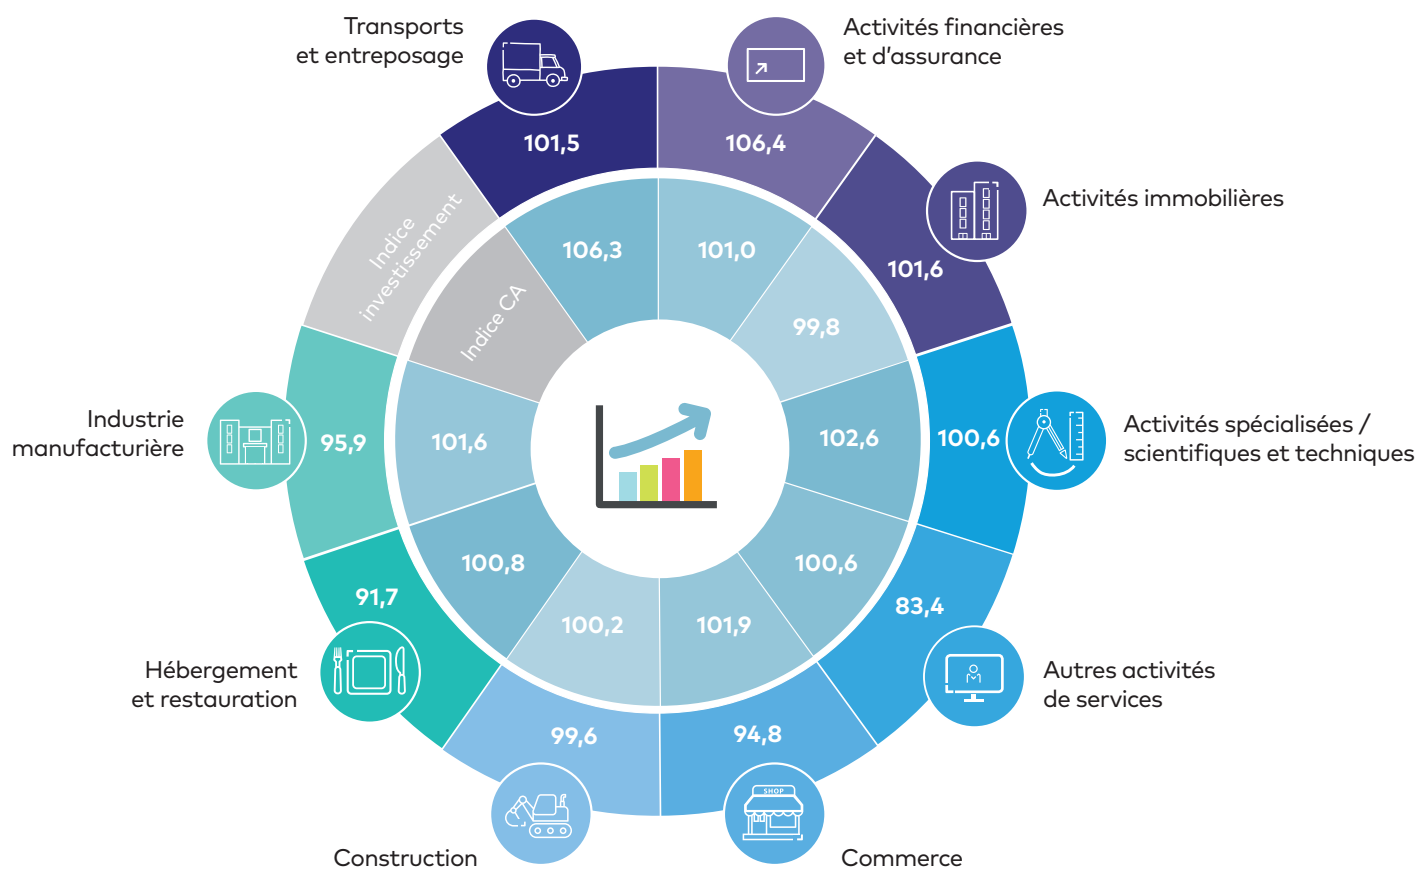 Transports
et entreposage
Activités financières
et d'assurance
101,5
106,4
Activités immobilières
101,6
Indice
investissement
106,3
101,0
Indice CA
99,8
Industrie
manufacturière
95,9
101,6
102,6
100,6
Activités spécialisées /
scientifiques et techniques
100,8
100,6
91,7
83,4
100,2
101,9
Hébergement
et restauration
Autres activités
de services
99,6
94,8
SHOP
Construction
Commerce